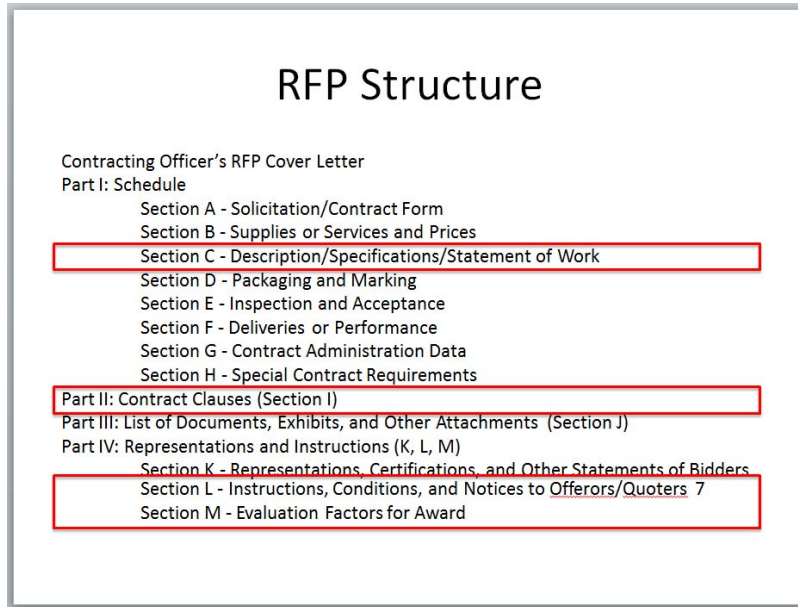 RFP Structure
Contracting Officer’s RFP Cover Letter
Part I: Schedule
Section A - Solicitation/Contract Form
Section B - Supplies or Services and Prices
Section C - Description/Specifications/Statement of Work
Section D - Packaging and Marking
Section E - Inspection and Acceptance
Section F - Deliveries or Performance
Section G - Contract Administration Data
Section H - Special Contract Requirements
Part II: Contract Clauses (Section I)
Part III: List of Documents, Exhibits, and Other Attachments (Section J)
Part IV: Representations and Instructions (K, L, M)
Section K - Representations, Certifications, and Other Statements of Bidders
Section L - Instructions, Conditions, and Notices to Offerors/Quoters 7
Section M - Evaluation Factors for Award